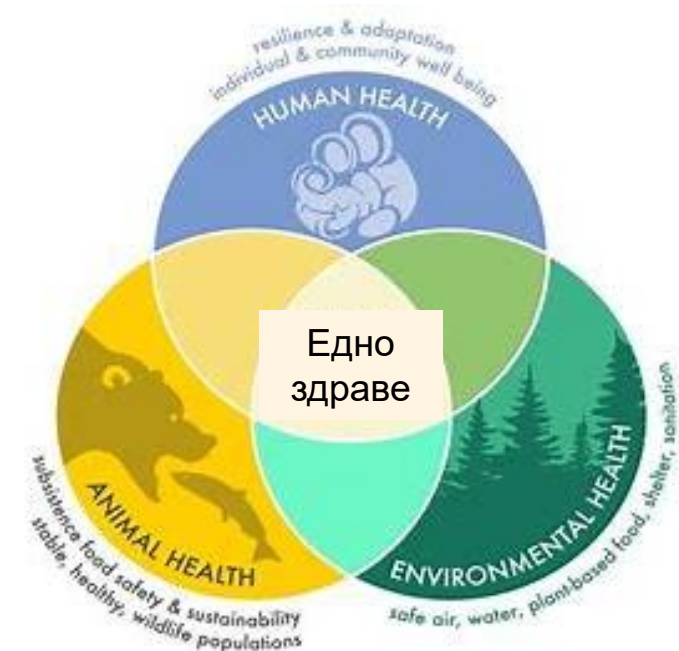 resilience & adaptation
individual & community well being
HUMAN HEALTH
Едно
здраве
ANIMAL HEALTH
subsistence food safety & sustainability
stable, healthy, wildlife populations
ENVIRONMENTAL HEALTH
safe air, water, plant-based food, shelter, sanitation